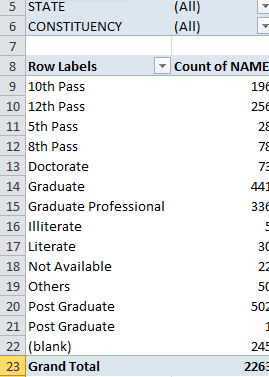 5 STATE (All)
6 CONSTITUENCY (All)
7
8 Row Labels Count of NAME
9 10th Pass 196
10 12th Pass 256
11 5th Pass 28
12 8th Pass 78
13 Doctorate 73
14 Graduate 441
15 Graduate Professional 336
16 Illiterate 5
17 Literate 30
18 Not Available 22
19 Others 50
20 Post Graduate 502
21 Post Graduate 1
22 (blank) 245
23 Grand Total 2263